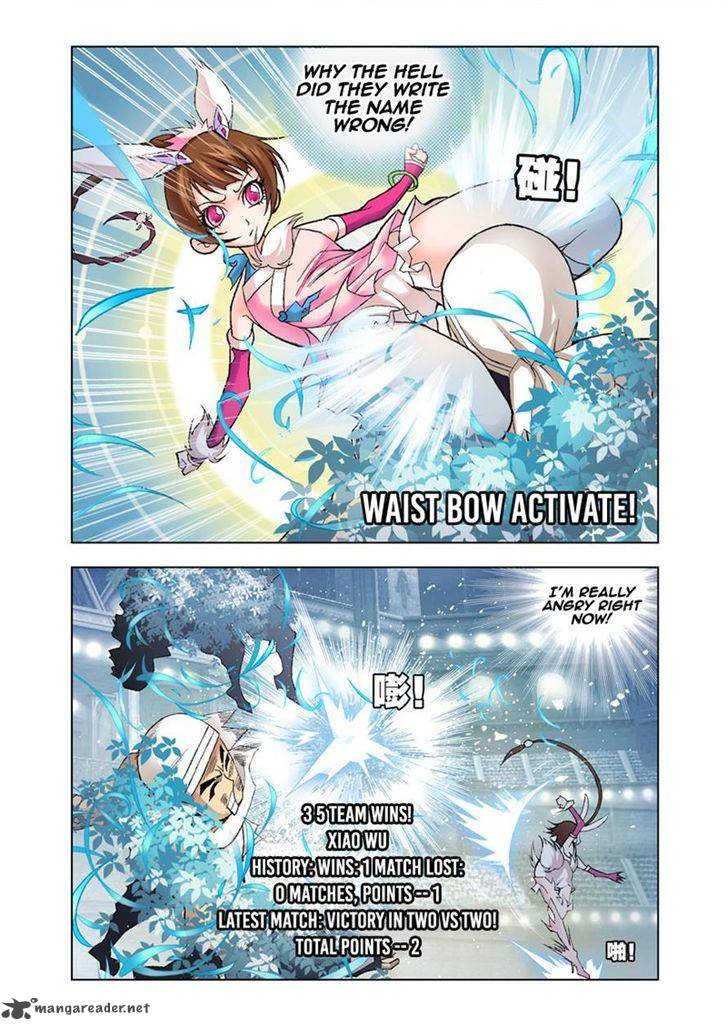 WHY THE HELL
DID THEY WRITE
THE NAME
WRONG!
碰!
WAIST BOW ACTIVATE!
I'M REALLY
ANGRY RIGHT
NOW!
嘭!
3 5 TEAM WINS!
XIAO WU
HISTORY: WINS: 1 MATCH LOST:
0 MATCHES, POINTS -- 1
LATEST MATCH: VICTORY IN TWO VS TWO!
TOTAL POINTS -- 2
啪!
mangareader.net